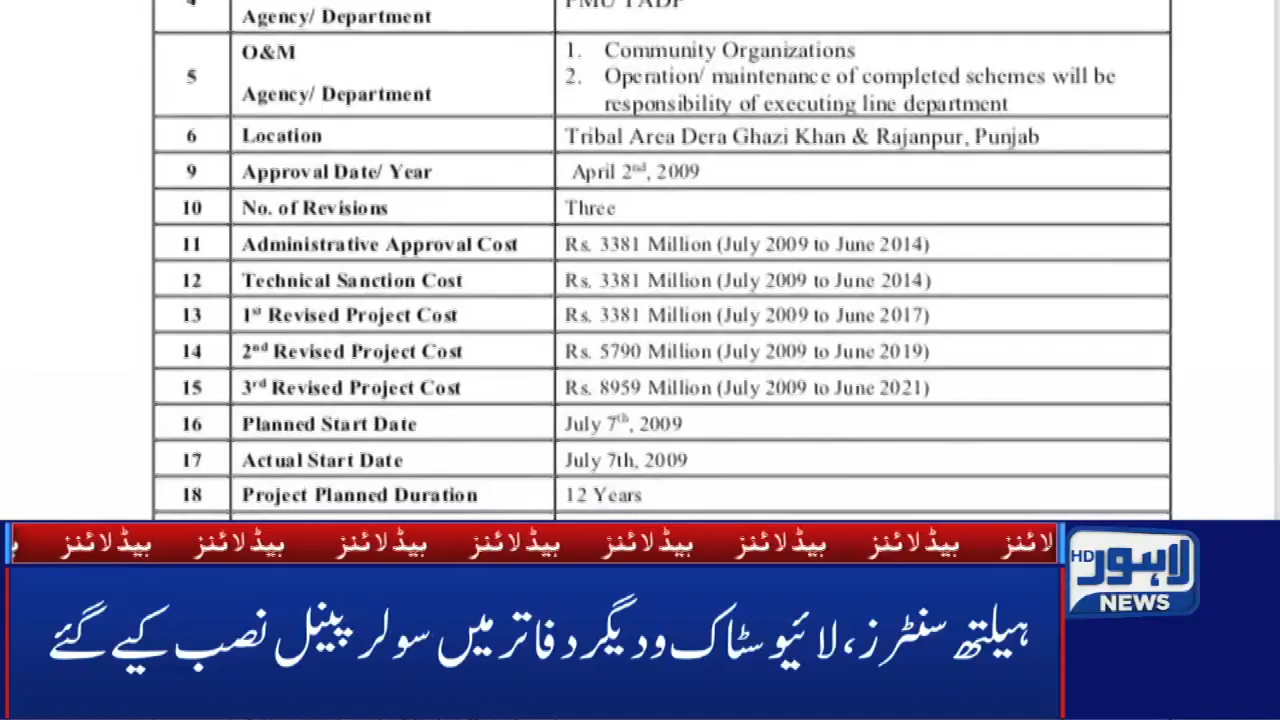 4 Agency/ Department PMU TADP
5 O&M Agency/ Department
1. Community Organizations
2. Operation/ maintenance of completed schemes will be
responsibility of executing line department
6 Location Tribal Area Dera Ghazi Khan & Rajanpur, Punjab
9 Approval Date/ Year April 2nd, 2009
10 No. of Revisions Three
11 Administrative Approval Cost Rs. 3381 Million (July 2009 to June 2014)
12 Technical Sanction Cost Rs. 3381 Million (July 2009 to June 2014)
13 1st Revised Project Cost Rs. 3381 Million (July 2009 to June 2017)
14 2nd Revised Project Cost Rs. 5790 Million (July 2009 to June 2019)
15 3rd Revised Project Cost Rs. 8959 Million (July 2009 to June 2021)
16 Planned Start Date July 7th, 2009
17 Actual Start Date July 7th, 2009
18 Project Planned Duration 12 Years
لائنز ہیڈلائنز ہیڈلائنز ہیڈلائنز ہیڈلائنز ہیڈلائنز ہیڈلائنز ہیڈلائنز
HD لاہور
NEWS
ہیلتھ سنٹرز، لائیو سٹاک و دیگر دفاتر میں سولر پینل نصب کیے گئے